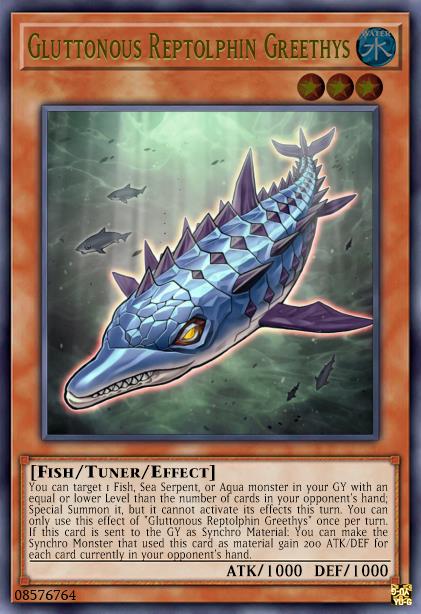 Gluttonous Reptolphin Greethys
WATER
水
[Fish/Tuner/Effect]
You can target 1 Fish, Sea Serpent, or Aqua monster in your GY with an
equal or lower Level than the number of cards in your opponent's hand;
Special Summon it, but it cannot activate its effects this turn. You can
only use this effect of "Gluttonous Reptolphin Greethys" once per turn.
If this card is sent to the GY as Synchro Material: You can make the
Synchro Monster that used this card as material gain 200 ATK/DEF for
each card currently in your opponent's hand.
ATK/1000 DEF/1000
08576764